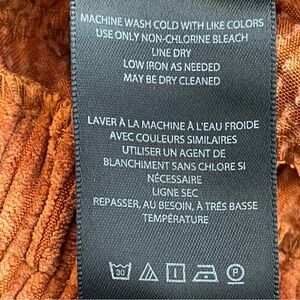 MACHINE WASH COLD WITH LIKE COLORS
USE ONLY NON-CHLORINE BLEACH
LINE DRY
LOW IRON AS NEEDED
MAY BE DRY CLEANED
LAVER À LA MACHINE À L'EAU FROIDE
AVEC COULEURS SIMILAIRES
UTILISER UN AGENT DE
BLANCHIMENT SANS CHLORE SI
NÉCESSAIRE
LIGNE SEC
REPASSER, AU BESOIN, À TRÈS BASSE
TEMPÉRATURE
30 P